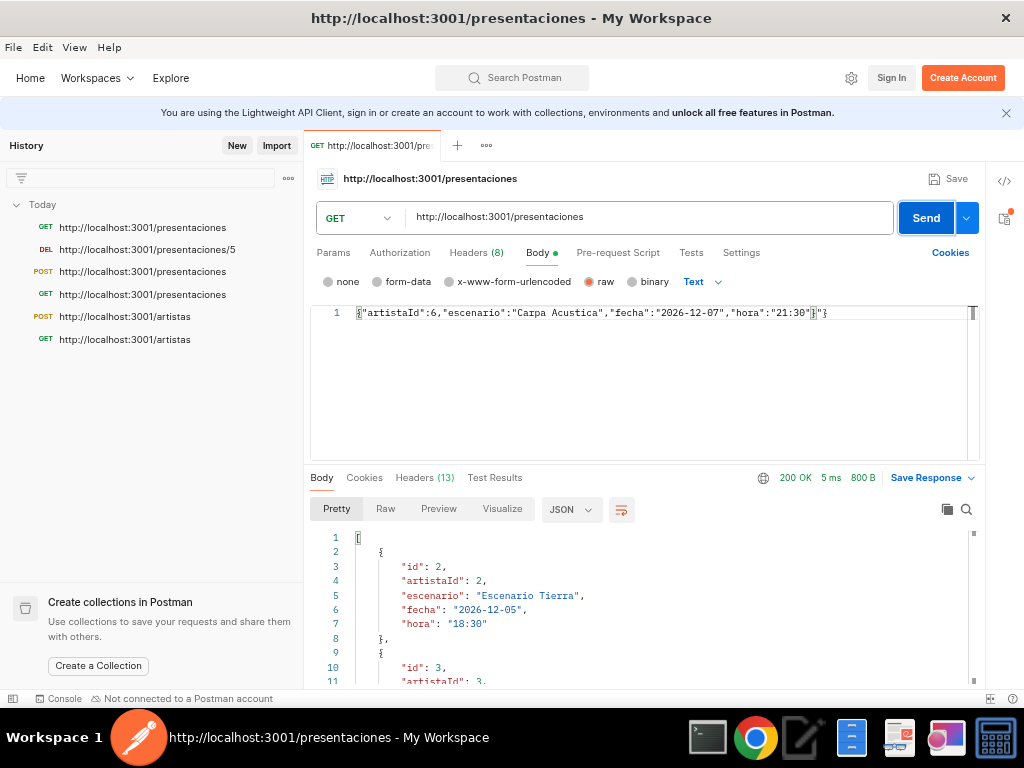 http://localhost:3001/presentaciones - My Workspace
File Edit View Help
Home Workspaces Explore Search Postman Sign In Create Account
You are using the Lightweight API Client, sign in or create an account to work with collections, environments and unlock all free features in Postman.
History New Import
GET http://localhost:3001/pre
Today
GET http://localhost:3001/presentaciones
DEL http://localhost:3001/presentaciones/5
POST http://localhost:3001/presentaciones
GET http://localhost:3001/presentaciones
POST http://localhost:3001/artistas
GET http://localhost:3001/artistas
Create collections in Postman
Use collections to save your requests and share them
with others.
Create a Collection
HTTP http://localhost:3001/presentaciones Save
GET http://localhost:3001/presentaciones Send
Params Authorization Headers (8) Body Pre-request Script Tests Settings Cookies
none form-data x-www-form-urlencoded raw binary Text
1 {"artistaId":6,"escenario":"Carpa Acustica","fecha":"2026-12-07","hora":"21:30"}"}
Body Cookies Headers (13) Test Results 200 OK 5 ms 800 B Save Response
Pretty Raw Preview Visualize JSON
1 [
2 {
3 "id": 2,
4 "artistaId": 2,
5 "escenario": "Escenario Tierra",
6 "fecha": "2026-12-05",
7 "hora": "18:30"
8 },
9 {
10 "id": 3,
11 "artistaId": 3,
Console Not connected to a Postman account
Workspace 1 http://localhost:3001/presentaciones - My Workspace